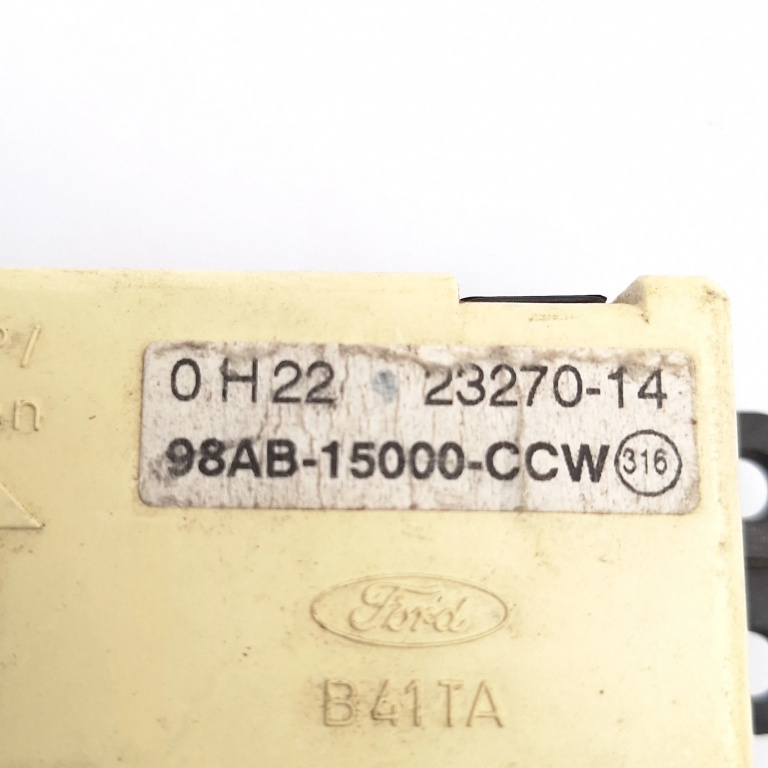 0 H22 23270-14
98AB-15000-CCW 316
Ford
B41TA